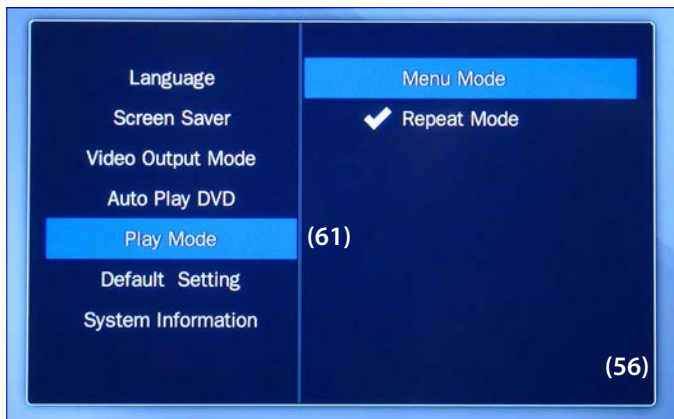 Language
Screen Saver
Video Output Mode
Auto Play DVD
Play Mode
Default Setting
System Information
Menu Mode
✔ Repeat Mode
(61)
(56)